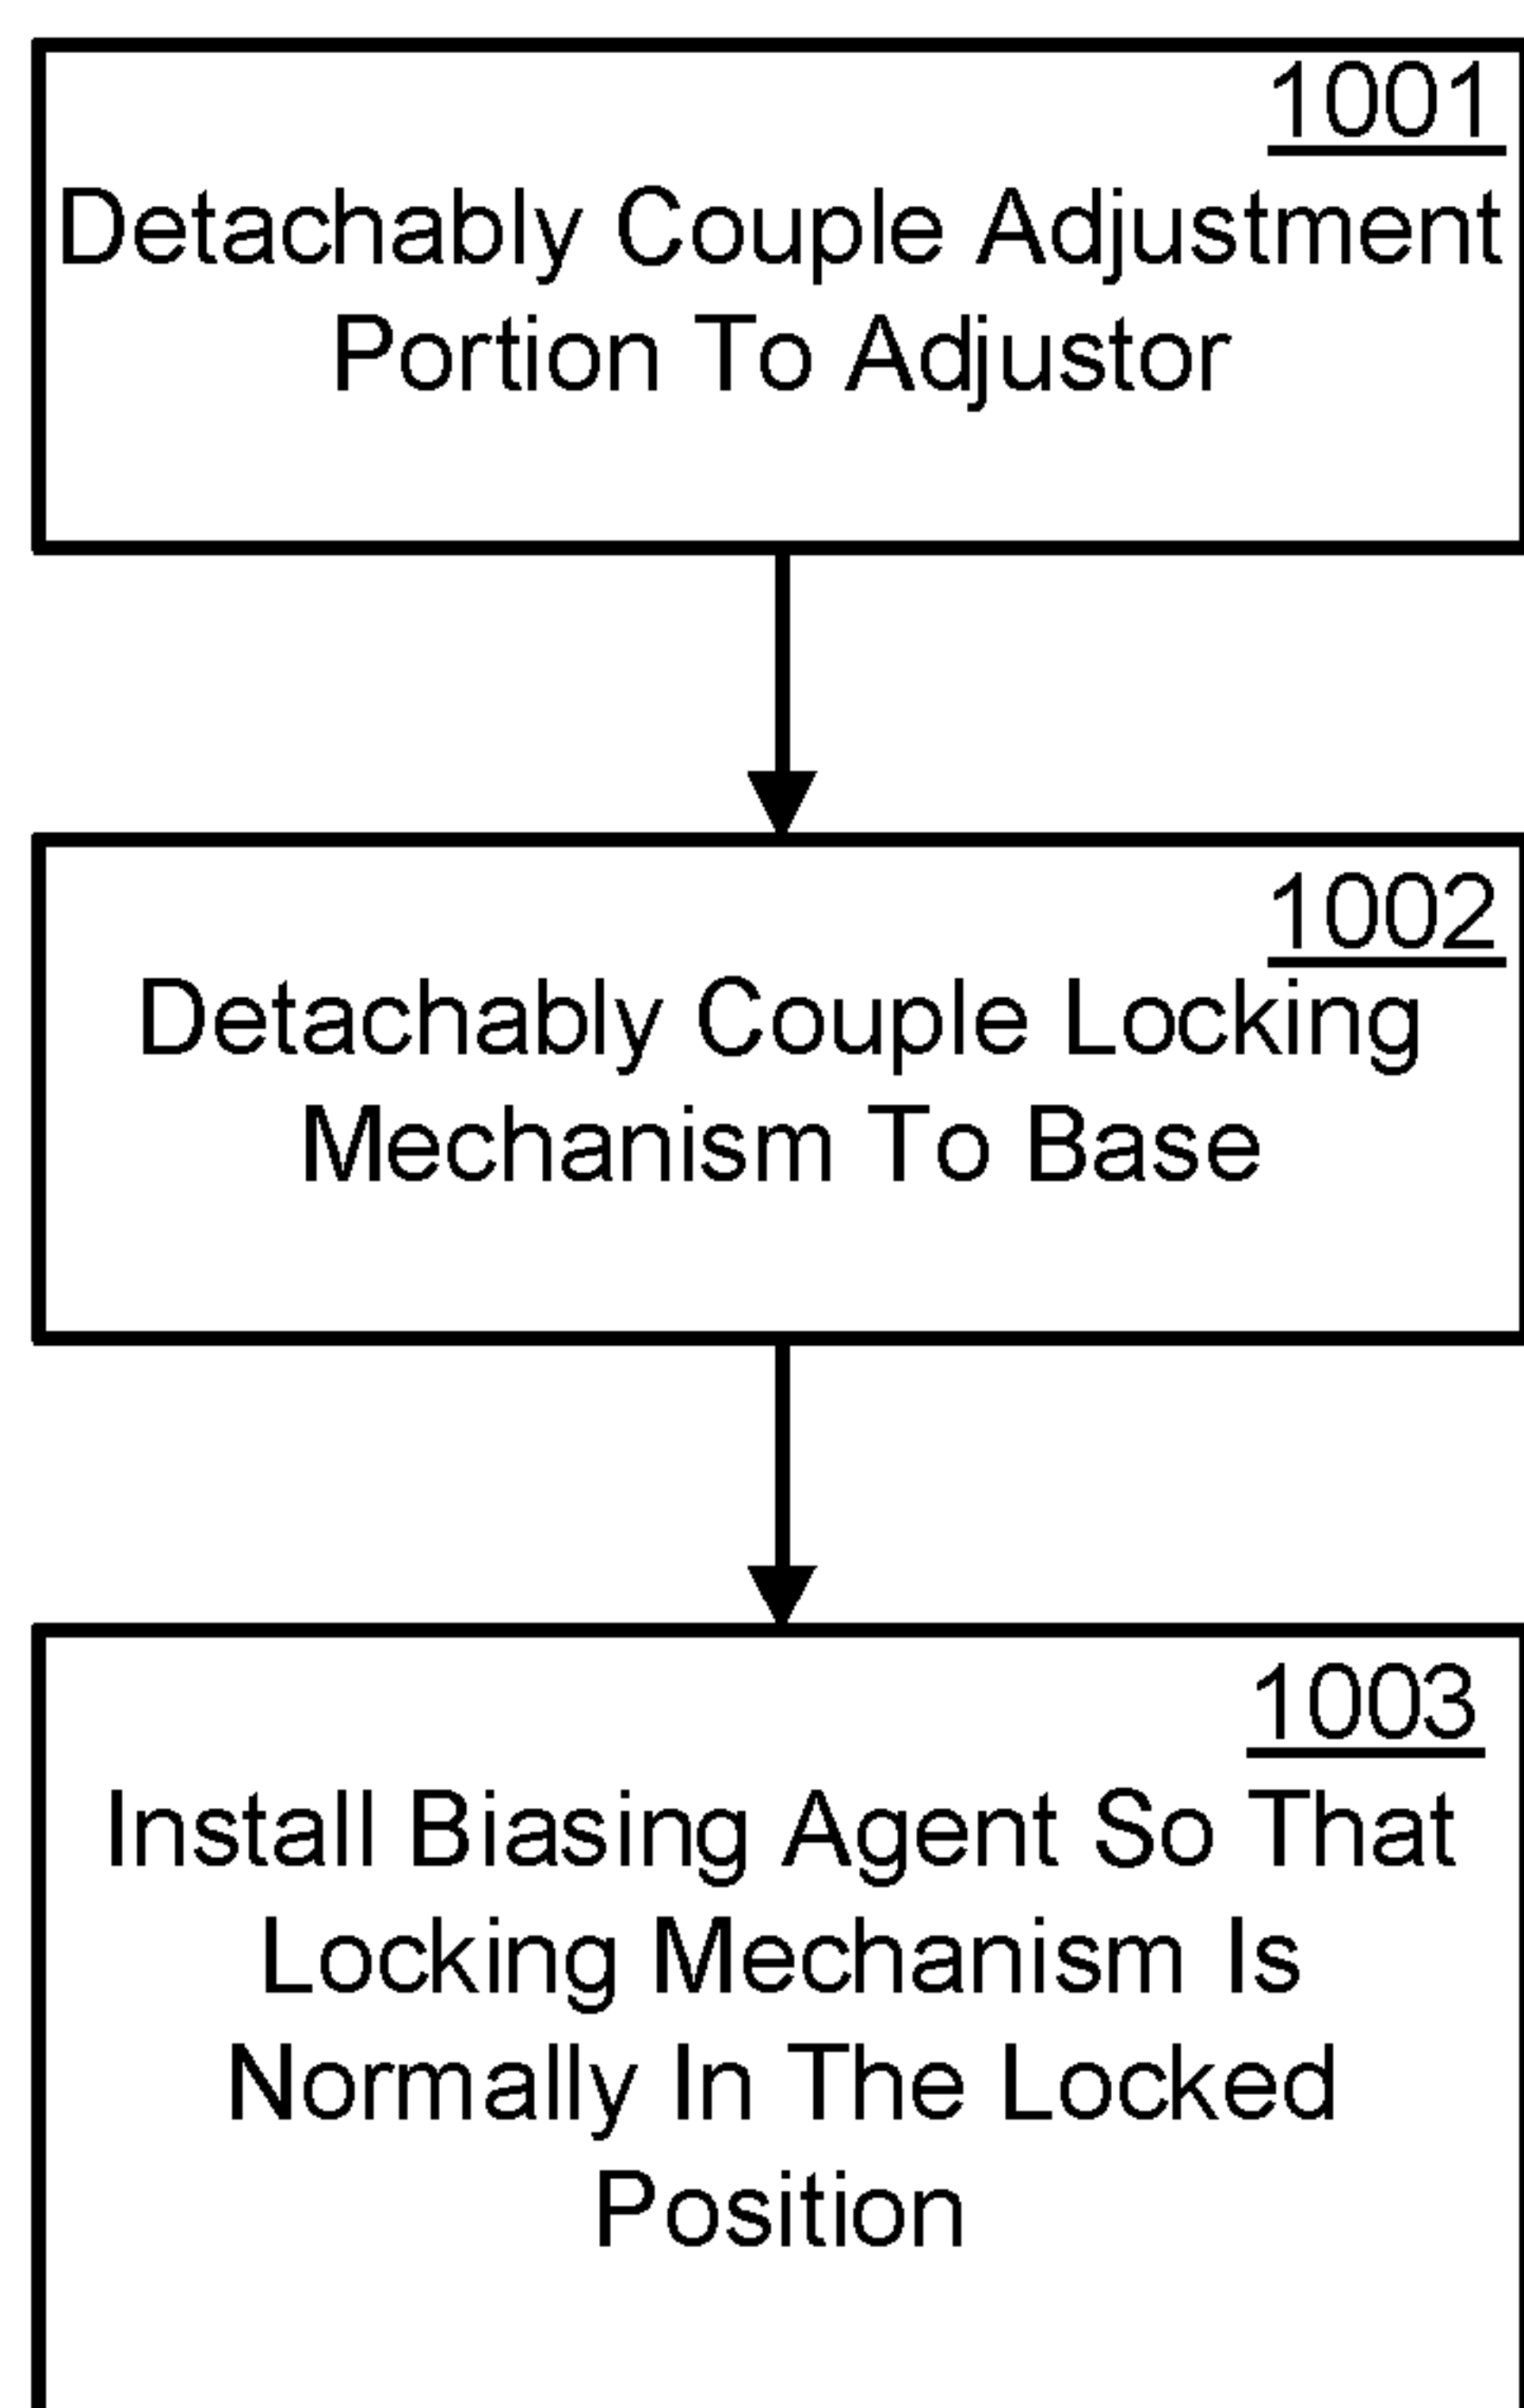 1001
Detachably Couple Adjustment
Portion To Adjustor
1002
Detachably Couple Locking
Mechanism To Base
1003
Install Biasing Agent So That
Locking Mechanism Is
Normally In The Locked
Position